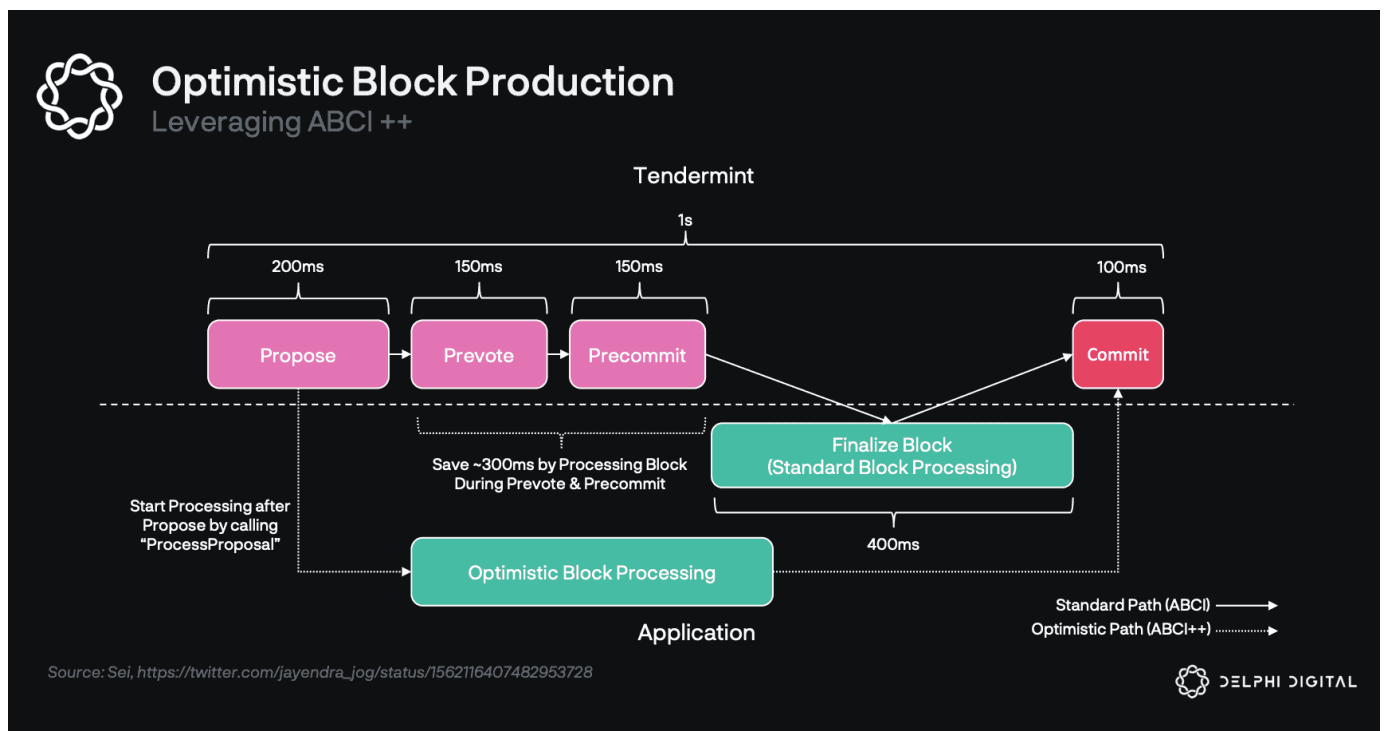 Optimistic Block Production
Leveraging ABCI ++
Tendermint
1s
200ms
150ms
150ms
100ms
Propose
Prevote
Precommit
Commit
Finalize Block
(Standard Block Processing)
Save ~300ms by Processing Block
During Prevote & Precommit
400ms
Start Processing after
Propose by calling
“ProcessProposal”
Optimistic Block Processing
Application
Standard Path (ABCI)
Optimistic Path (ABCI++)
Source: Sei, https://twitter.com/jayendra_jog/status/1562116407482953728
DELPHI DIGITAL